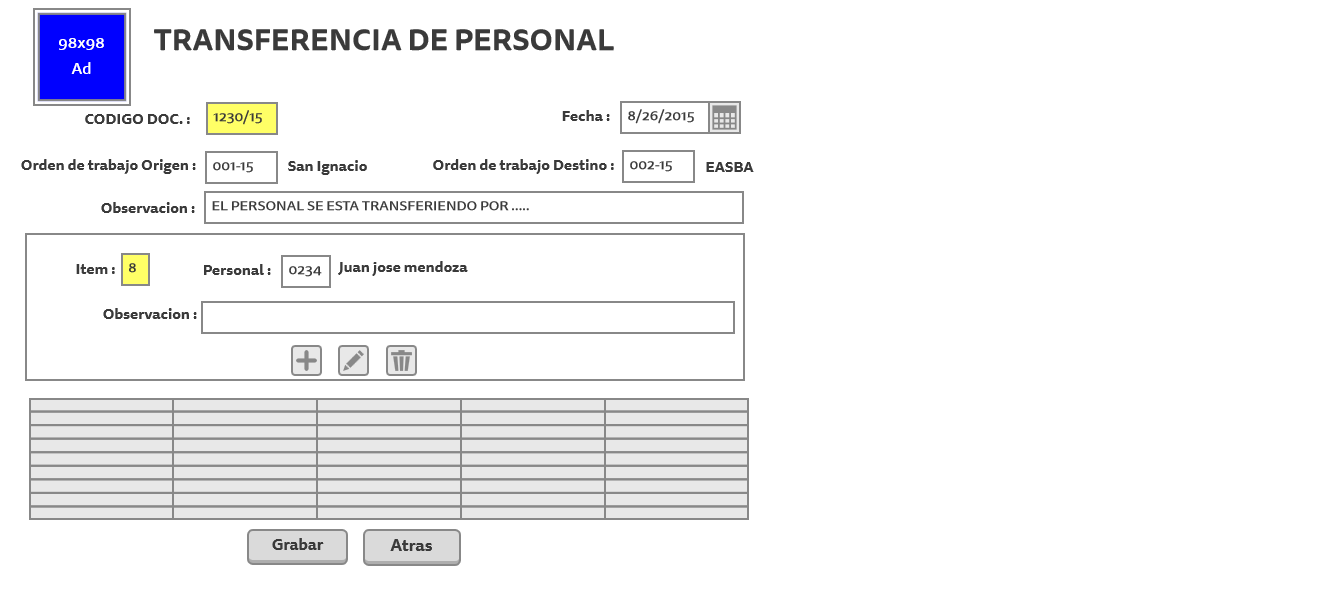 98x98
Ad
TRANSFERENCIA DE PERSONAL
CODIGO DOC. : 1230/15 Fecha : 8/26/2015
Orden de trabajo Origen : 001-15 San Ignacio Orden de trabajo Destino : 002-15 EASBA
Observacion : EL PERSONAL SE ESTA TRANSFERIENDO POR .....
Item : 8 Personal : 0234 Juan jose mendoza
Observacion :
Grabar Atras